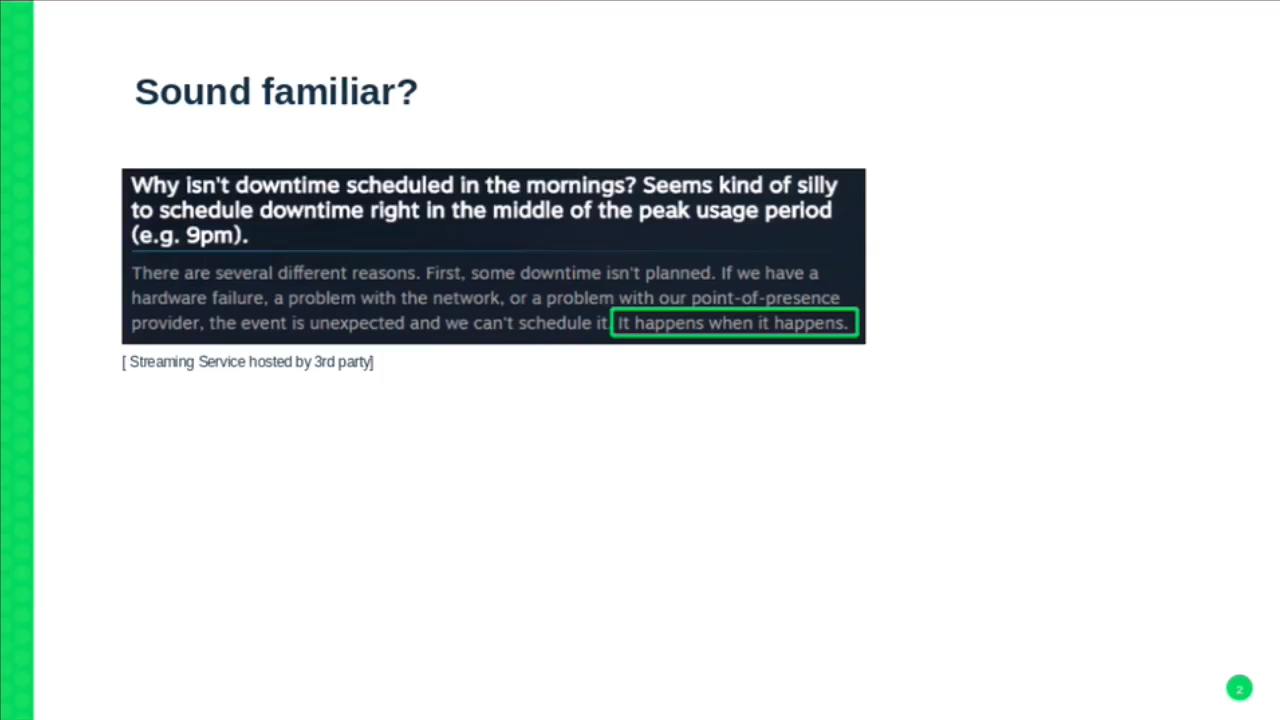 Sound familiar?
Why isn't downtime scheduled in the mornings? Seems kind of silly
to schedule downtime right in the middle of the peak usage period
(e.g. 9pm).
There are several different reasons. First, some downtime isn't planned. If we have a
hardware failure, a problem with the network, or a problem with our point-of-presence
provider, the event is unexpected and we can't schedule it. It happens when it happens.
[ Streaming Service hosted by 3rd party]
2